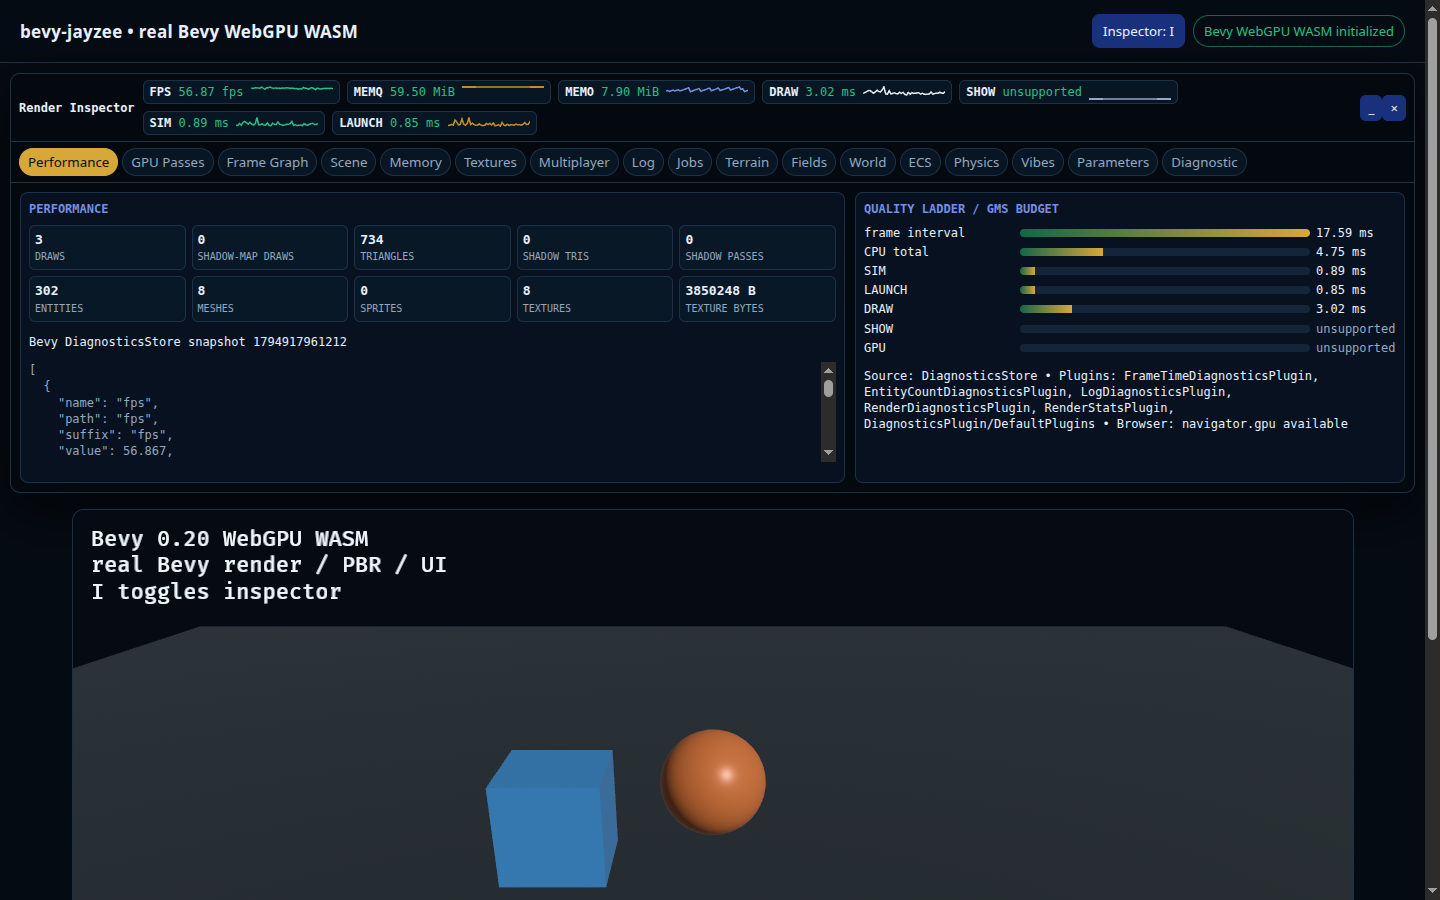 bevy-jayzee • real Bevy WebGPU WASM
Inspector: I
Bevy WebGPU WASM initialized
Render Inspector
FPS 56.87 fps
MEMQ 59.50 MiB
MEMO 7.90 MiB
DRAW 3.02 ms
SHOW unsupported
SIM 0.89 ms
LAUNCH 0.85 ms
_
×
Performance
GPU Passes
Frame Graph
Scene
Memory
Textures
Multiplayer
Log
Jobs
Terrain
Fields
World
ECS
Physics
Vibes
Parameters
Diagnostic
PERFORMANCE
3
DRAWS
0
SHADOW-MAP DRAWS
734
TRIANGLES
0
SHADOW TRIS
0
SHADOW PASSES
302
ENTITIES
8
MESHES
0
SPRITES
8
TEXTURES
3850248 B
TEXTURE BYTES
Bevy DiagnosticsStore snapshot 1794917961212
[
{
"name": "fps",
"path": "fps",
"suffix": "fps",
"value": 56.867,
QUALITY LADDER / GMS BUDGET
frame interval 17.59 ms
CPU total 4.75 ms
SIM 0.89 ms
LAUNCH 0.85 ms
DRAW 3.02 ms
SHOW unsupported
GPU unsupported
Source: DiagnosticsStore • Plugins: FrameTimeDiagnosticsPlugin,
EntityCountDiagnosticsPlugin, LogDiagnosticsPlugin,
RenderDiagnosticsPlugin, RenderStatsPlugin,
DiagnosticsPlugin/DefaultPlugins • Browser: navigator.gpu available
Bevy 0.20 WebGPU WASM
real Bevy render / PBR / UI
I toggles inspector